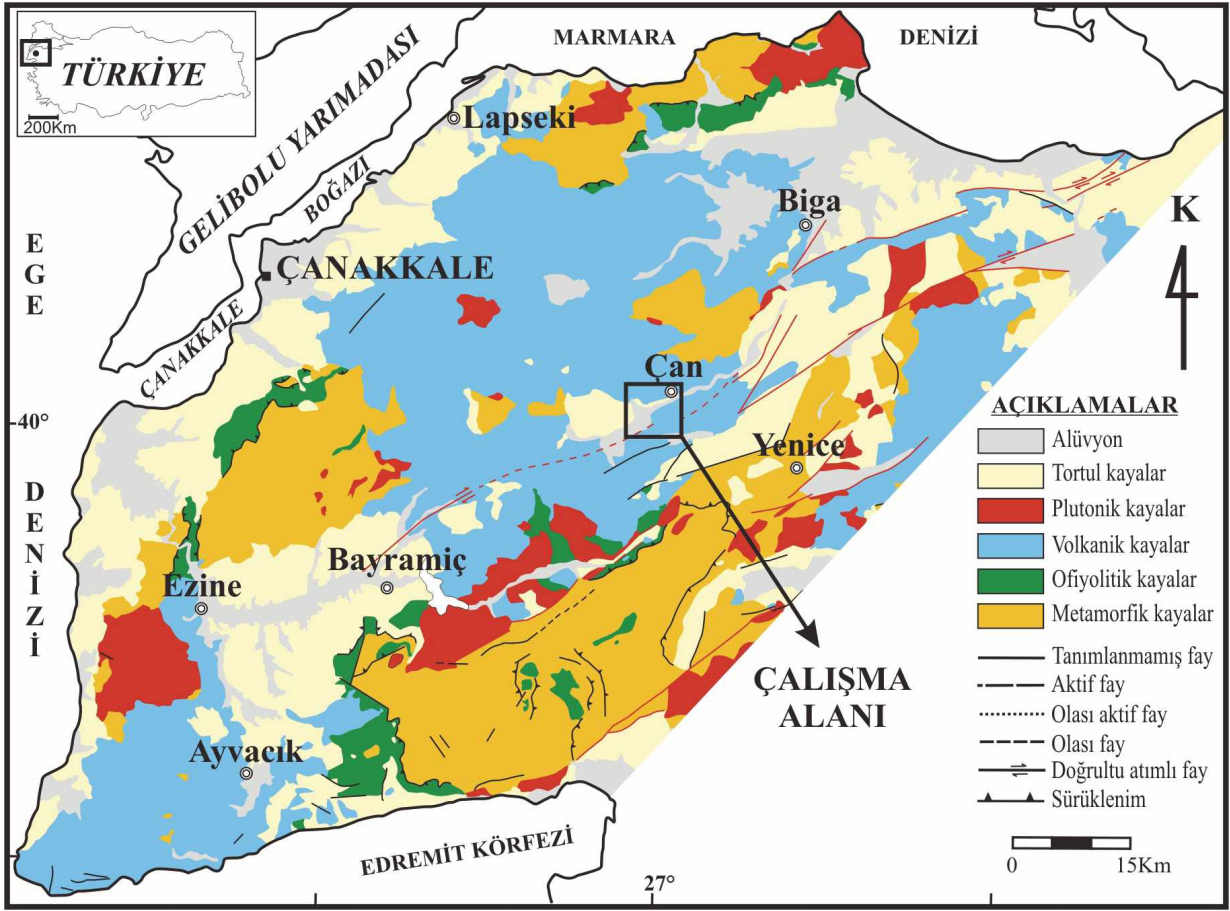 TÜRKİYE
200Km
MARMARA
DENİZİ
GELİBOLU YARIMADASI
ÇANAKKALE
BOĞAZI
EGE
DENİZİ
Lapseki
Biga
ÇANAKKALE
Çan
Yenice
Bayramiç
Ezine
Ayvacık
EDREMİT KÖRFEZİ
ÇALIŞMA
ALANI
K
40°
27°
AÇIKLAMALAR
Alüvyon
Tortul kayalar
Plutonik kayalar
Volkanik kayalar
Ofiyolitik kayalar
Metamorfik kayalar
Tanımlanmamış fay
Aktif fay
Olası aktif fay
Olası fay
Doğrultu atımlı fay
Sürüklenim
0 15Km